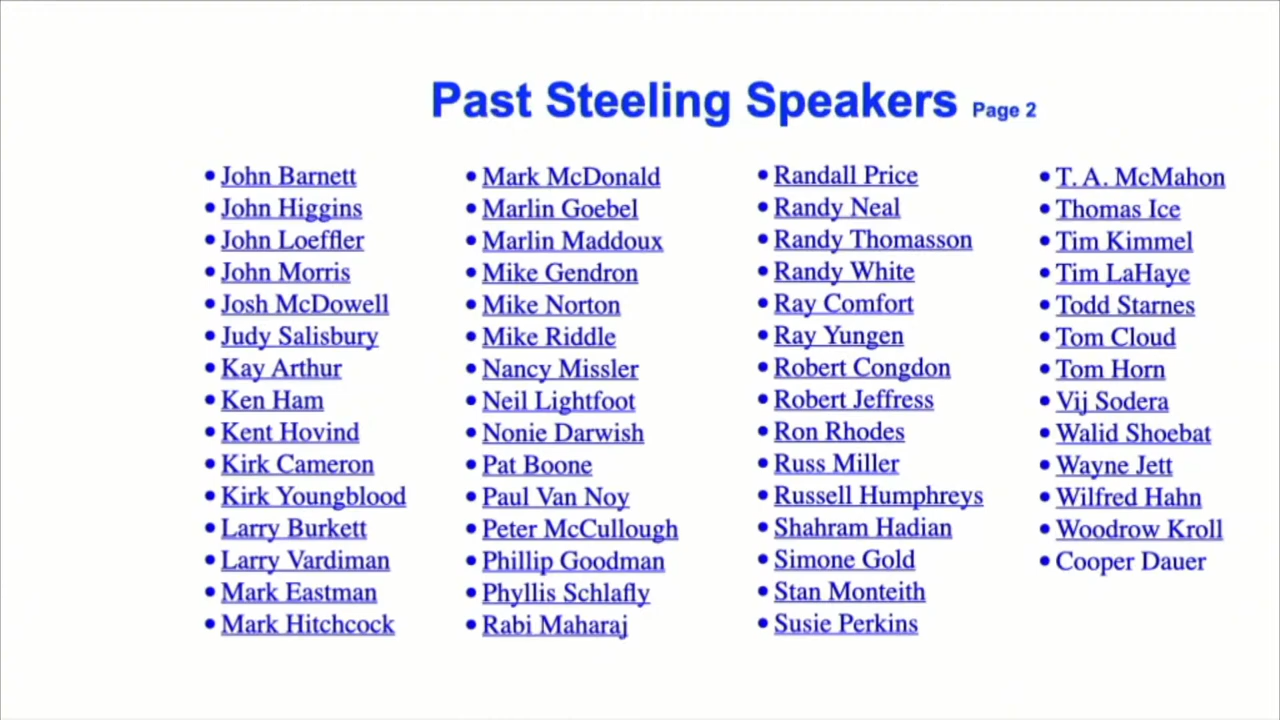 Past Steeling Speakers Page 2
• John Barnett
• John Higgins
• John Loeffler
• John Morris
• Josh McDowell
• Judy Salisbury
• Kay Arthur
• Ken Ham
• Kent Hovind
• Kirk Cameron
• Kirk Youngblood
• Larry Burkett
• Larry Vardiman
• Mark Eastman
• Mark Hitchcock
• Mark McDonald
• Marlin Goebel
• Marlin Maddoux
• Mike Gendron
• Mike Norton
• Mike Riddle
• Nancy Missler
• Neil Lightfoot
• Nonie Darwish
• Pat Boone
• Paul Van Noy
• Peter McCullough
• Phillip Goodman
• Phyllis Schlafly
• Rabi Maharaj
• Randall Price
• Randy Neal
• Randy Thomasson
• Randy White
• Ray Comfort
• Ray Yungen
• Robert Congdon
• Robert Jeffress
• Ron Rhodes
• Russ Miller
• Russell Humphreys
• Shahram Hadian
• Simone Gold
• Stan Monteith
• Susie Perkins
• T. A. McMahon
• Thomas Ice
• Tim Kimmel
• Tim LaHaye
• Todd Starnes
• Tom Cloud
• Tom Horn
• Vij Sodera
• Walid Shoebat
• Wayne Jett
• Wilfred Hahn
• Woodrow Kroll
• Cooper Dauer